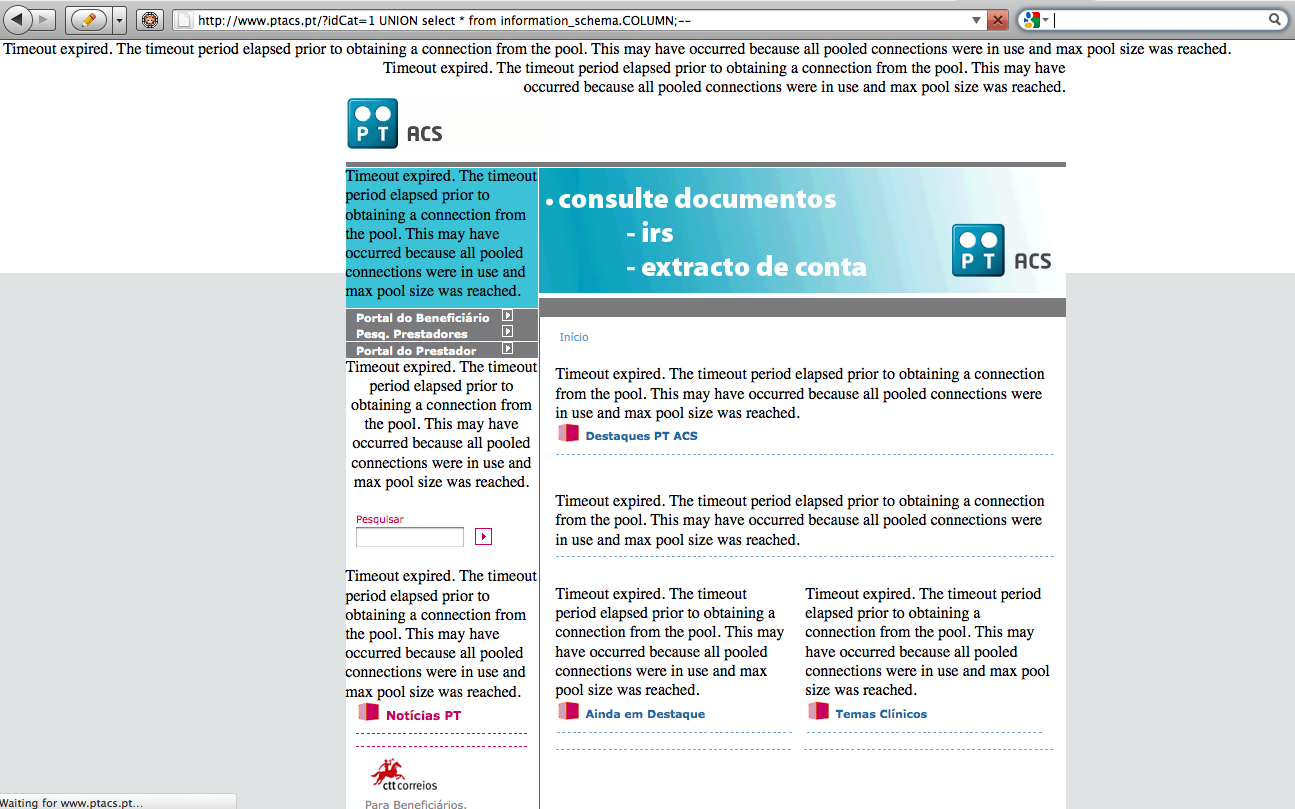 http://www.ptacs.pt/?idCat=1 UNION select * from information_schema.COLUMN;--
Timeout expired. The timeout period elapsed prior to obtaining a connection from the pool. This may have occurred because all pooled connections were in use and max pool size was reached.
Timeout expired. The timeout period elapsed prior to obtaining a connection from the pool. This may have
occurred because all pooled connections were in use and max pool size was reached.
PT ACS
Timeout expired. The timeout
period elapsed prior to
obtaining a connection from
the pool. This may have
occurred because all pooled
connections were in use and
max pool size was reached.
• consulte documentos
- irs
- extracto de conta
PT ACS
Portal do Beneficiário
Pesq. Prestadores
Portal do Prestador
Timeout expired. The timeout
period elapsed prior to
obtaining a connection from
the pool. This may have
occurred because all pooled
connections were in use and
max pool size was reached.
Pesquisar
Timeout expired. The timeout
period elapsed prior to
obtaining a connection from
the pool. This may have
occurred because all pooled
connections were in use and
max pool size was reached.
Notícias PT
ctt correios
Para Beneficiários.
Início
Timeout expired. The timeout period elapsed prior to obtaining a connection
from the pool. This may have occurred because all pooled connections were
in use and max pool size was reached.
Destaques PT ACS
Timeout expired. The timeout period elapsed prior to obtaining a connection
from the pool. This may have occurred because all pooled connections were
in use and max pool size was reached.
Timeout expired. The timeout
period elapsed prior to obtaining a
connection from the pool. This may
have occurred because all pooled
connections were in use and max
pool size was reached.
Ainda em Destaque
Timeout expired. The timeout period
elapsed prior to obtaining a
connection from the pool. This may
have occurred because all pooled
connections were in use and max pool
size was reached.
Temas Clínicos
Waiting for www.ptacs.pt...